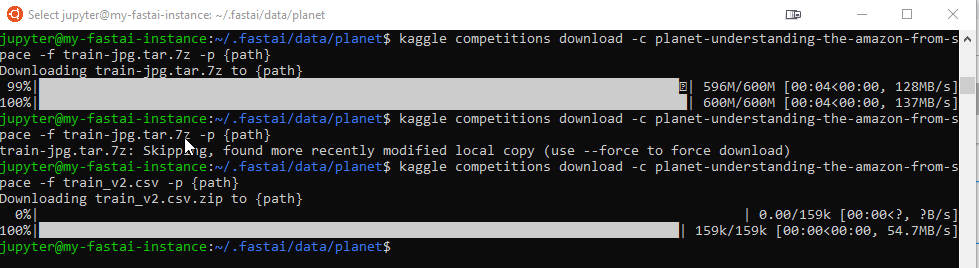 Select jupyter@my-fastai-instance: ~/.fastai/data/planet
jupyter@my-fastai-instance:~/.fastai/data/planet$ kaggle competitions download -c planet-understanding-the-amazon-from-s
pace -f train-jpg.tar.7z -p {path}
Downloading train-jpg.tar.7z to {path}
99%| | 596M/600M [00:04<00:00, 128MB/s]
100%| | 600M/600M [00:04<00:00, 137MB/s]
jupyter@my-fastai-instance:~/.fastai/data/planet$ kaggle competitions download -c planet-understanding-the-amazon-from-s
pace -f train-jpg.tar.7z -p {path}
train-jpg.tar.7z: Skipping, found more recently modified local copy (use --force to force download)
jupyter@my-fastai-instance:~/.fastai/data/planet$ kaggle competitions download -c planet-understanding-the-amazon-from-s
pace -f train_v2.csv -p {path}
Downloading train_v2.csv.zip to {path}
0%| | 0.00/159k [00:00<?, ?B/s]
100%| | 159k/159k [00:00<00:00, 54.7MB/s]
jupyter@my-fastai-instance:~/.fastai/data/planet$